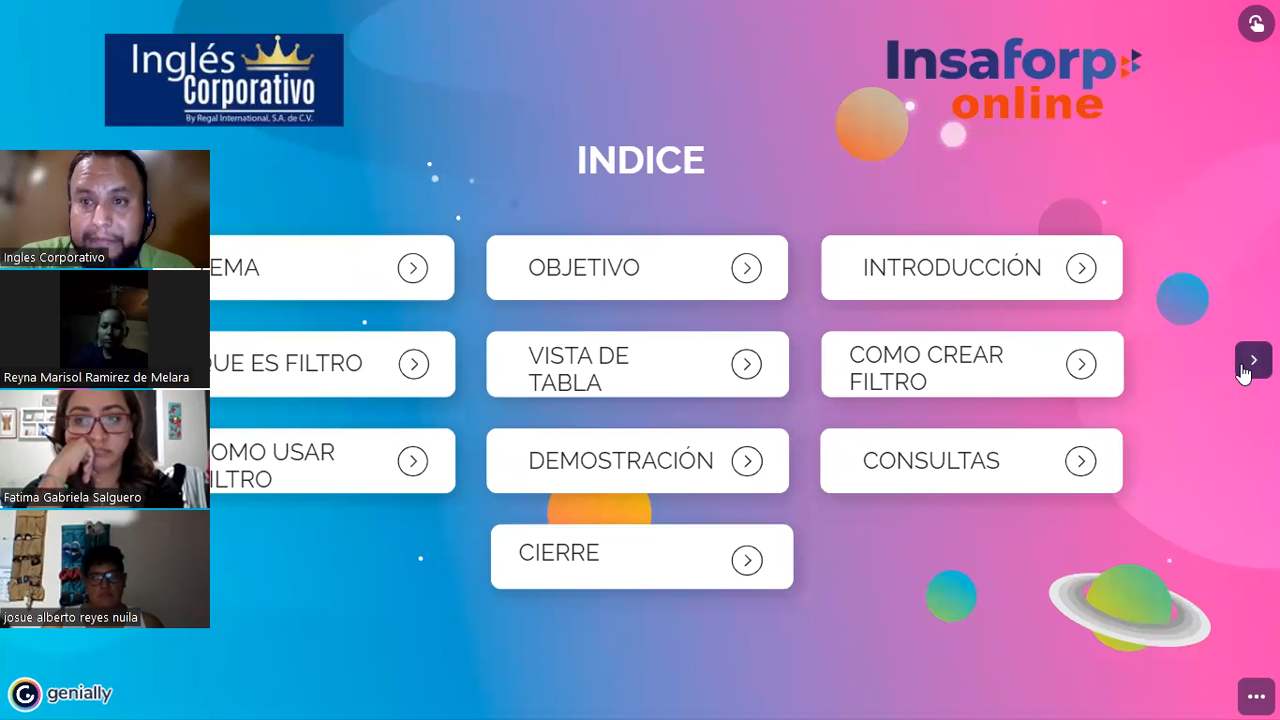 Inglés
Corporativo
By Regal International, S.A. de C.V.
Insaforp
online
INDICE
EMA
OBJETIVO
INTRODUCCIÓN
UE ES FILTRO
VISTA DE
TABLA
COMO CREAR
FILTRO
OMO USAR
ILTRO
DEMOSTRACIÓN
CONSULTAS
CIERRE
Ingles Corporativo
Reyna Marisol Ramirez de Melara
Fatima Gabriela Salguero
josue alberto reyes nuila
genially